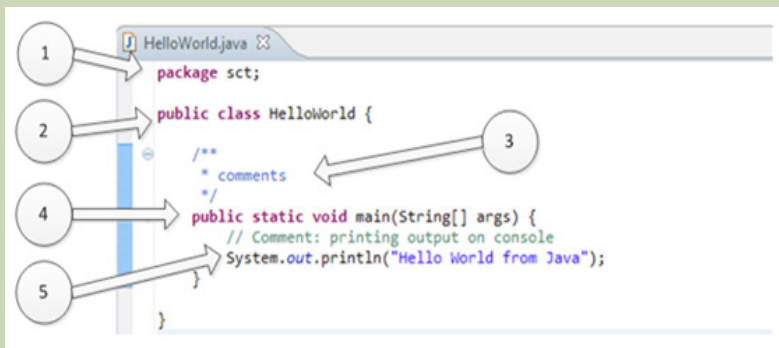 HelloWorld.java
1
package sct;
2
public class HelloWorld {
3
/**
* comments
*/
4
public static void main(String[] args) {
// Comment: printing output on console
5
System.out.println("Hello World from Java");
}
}